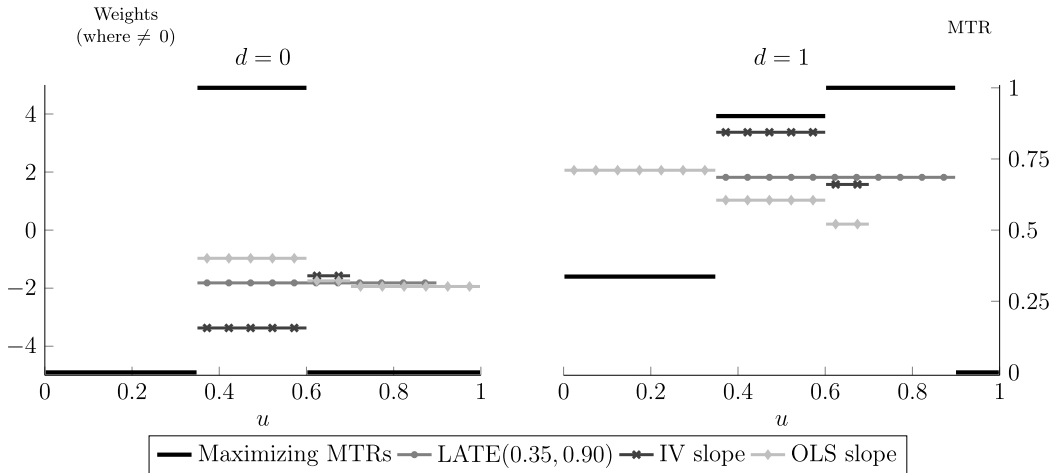 Weights
(where ≠ 0)
MTR
d = 0
d = 1
4
2
0
−2
−4
1
0.75
0.5
0.25
0
0 0.2 0.4 0.6 0.8 1
0 0.2 0.4 0.6 0.8 1
u
u
Maximizing MTRs LATE(0.35, 0.90) IV slope OLS slope